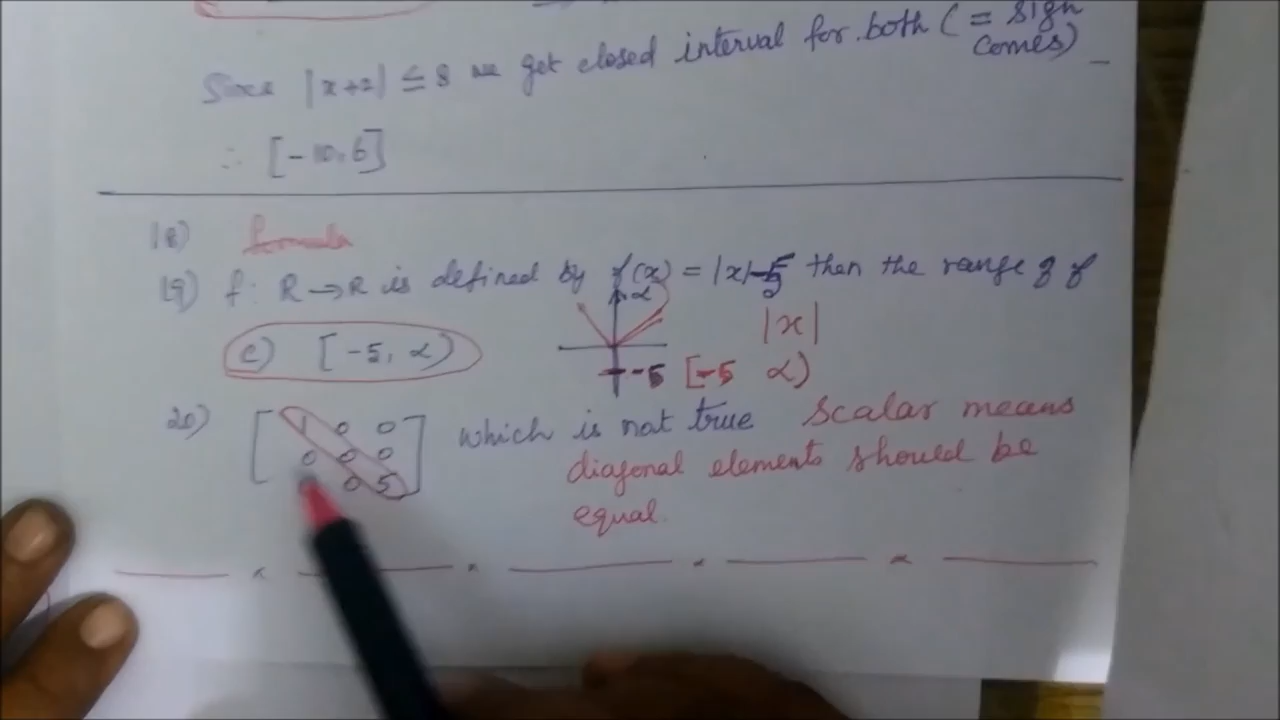 Since |x+2| ≤ 8 we get closed interval for both ( = sign
comes)
∴ [-10, 6]
18) formula
19) f: R → R is defined by f(x) = |x|-5 then the range of f
c) [-5, ∝)
∝
|x|
-5 [-5 ∝)
20) [ 1 0 0 which is not true Scalar means
0 0 0 diagonal elements should be
0 5 ] equal.